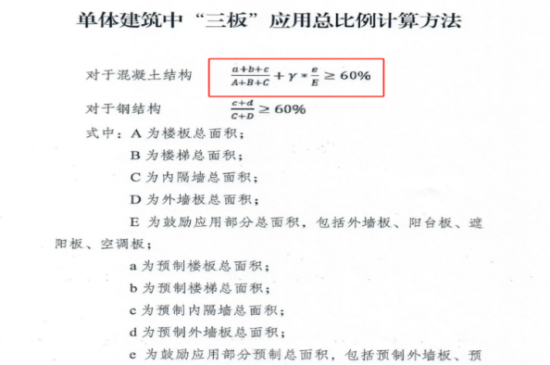 单体建筑中“三板”应用总比例计算方法
对于混凝土结构 (a+b+c)/(A+B+C) + γ * e/E ≥ 60%
对于钢结构 (c+d)/(C+D) ≥ 60%
式中：A 为楼板总面积；
B 为楼梯总面积；
C 为内隔墙总面积；
D 为外墙板总面积；
E 为鼓励应用部分总面积，包括外墙板、阳台板、遮
阳板、空调板；
a 为预制楼板总面积；
b 为预制楼梯总面积；
c 为预制内隔墙总面积；
d 为预制外墙板总面积；
e 为鼓励应用部分预制总面积，包括预制外墙板、预